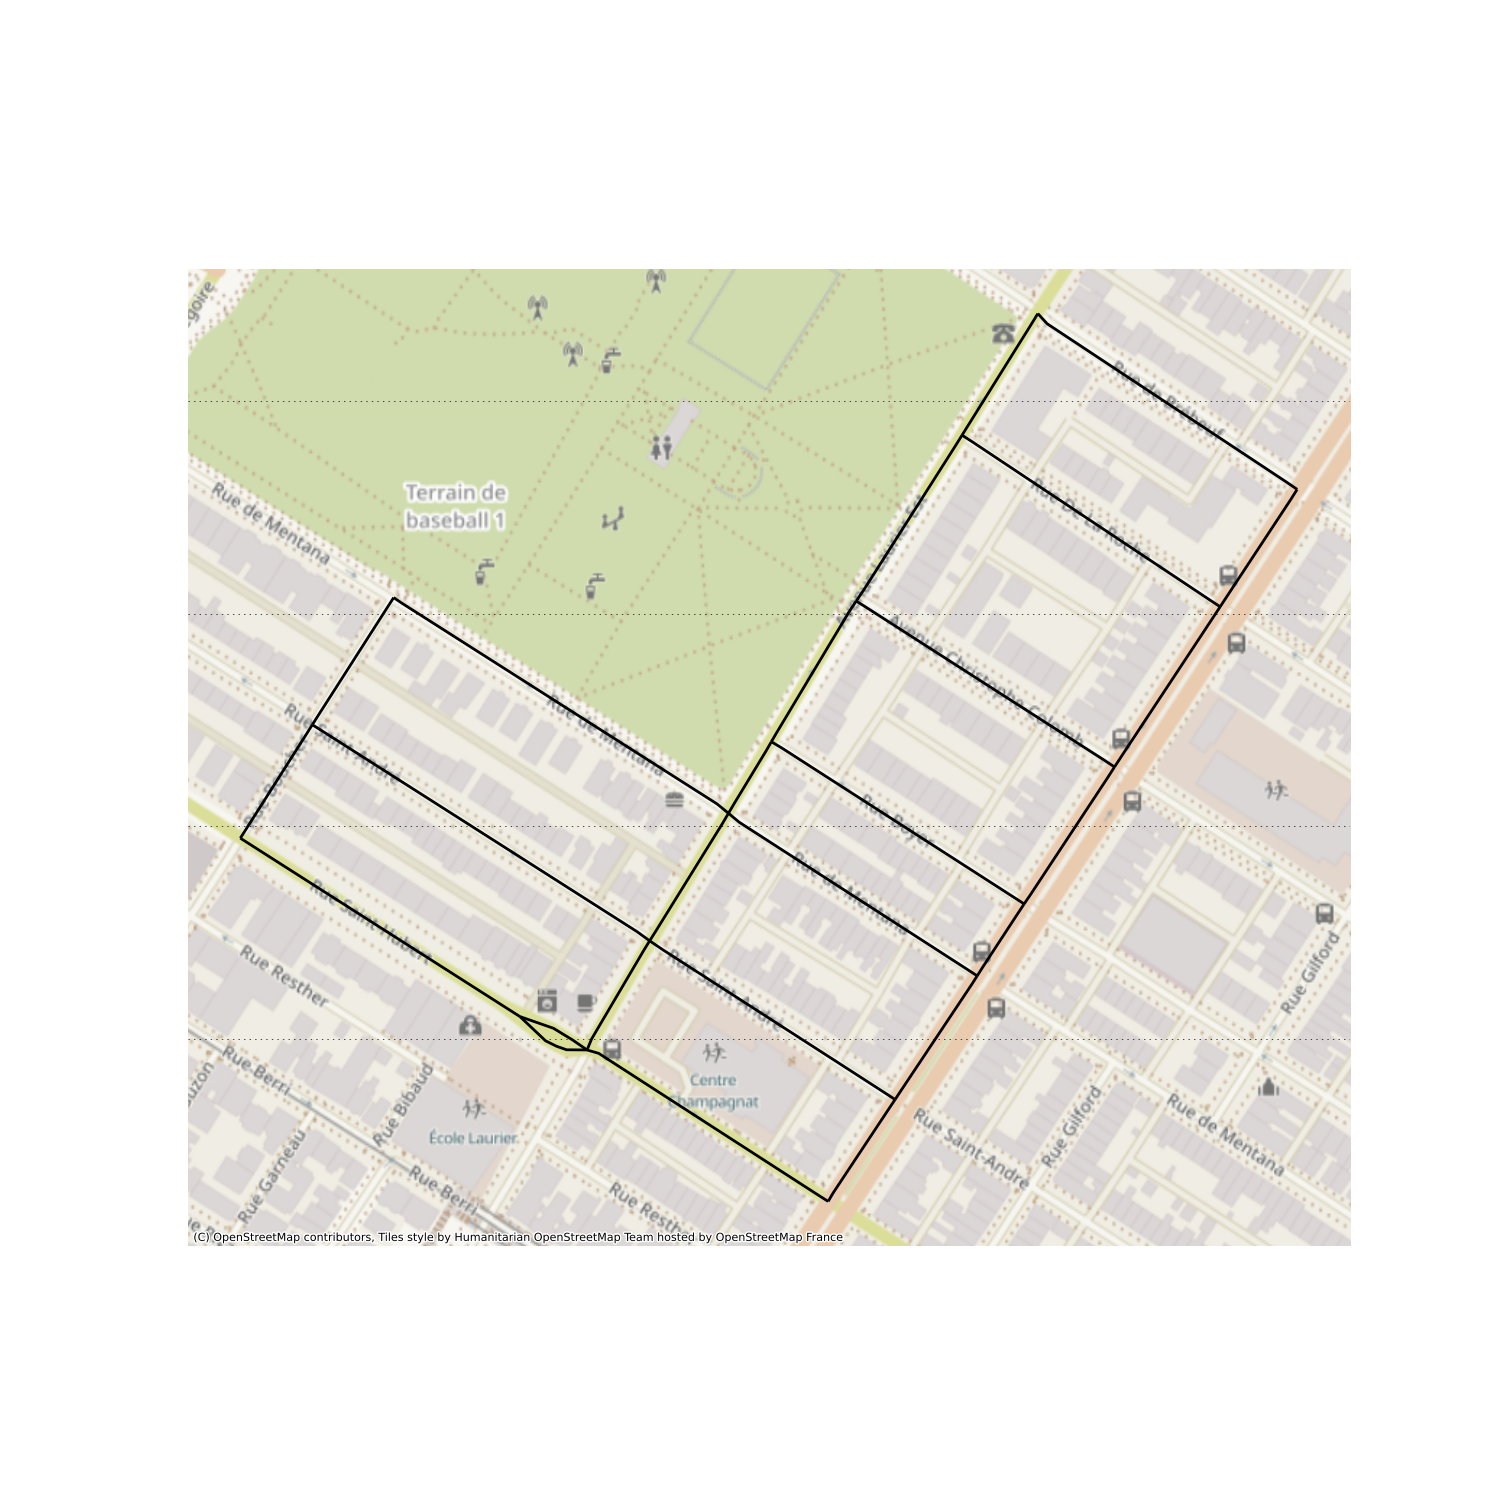 Terrain de
baseball 1
Rue de Mentana
Rue de Mentana
Rue de Mentana
Rue Boyer
Avenue Christophe-Colomb
Rue De La Roche
Rue de Brébeuf
Rue Saint-André
Rue Saint-André
Rue Saint-Hubert
Rue Resther
Rue Berri
Rue Bibaud
Rue Garneau
Rue Berri
École Laurier
Centre
Champagnat
Rue Saint-André
Rue Gilford
Rue Gilford
Rue de Mentana
(C) OpenStreetMap contributors, Tiles style by Humanitarian OpenStreetMap Team hosted by OpenStreetMap France